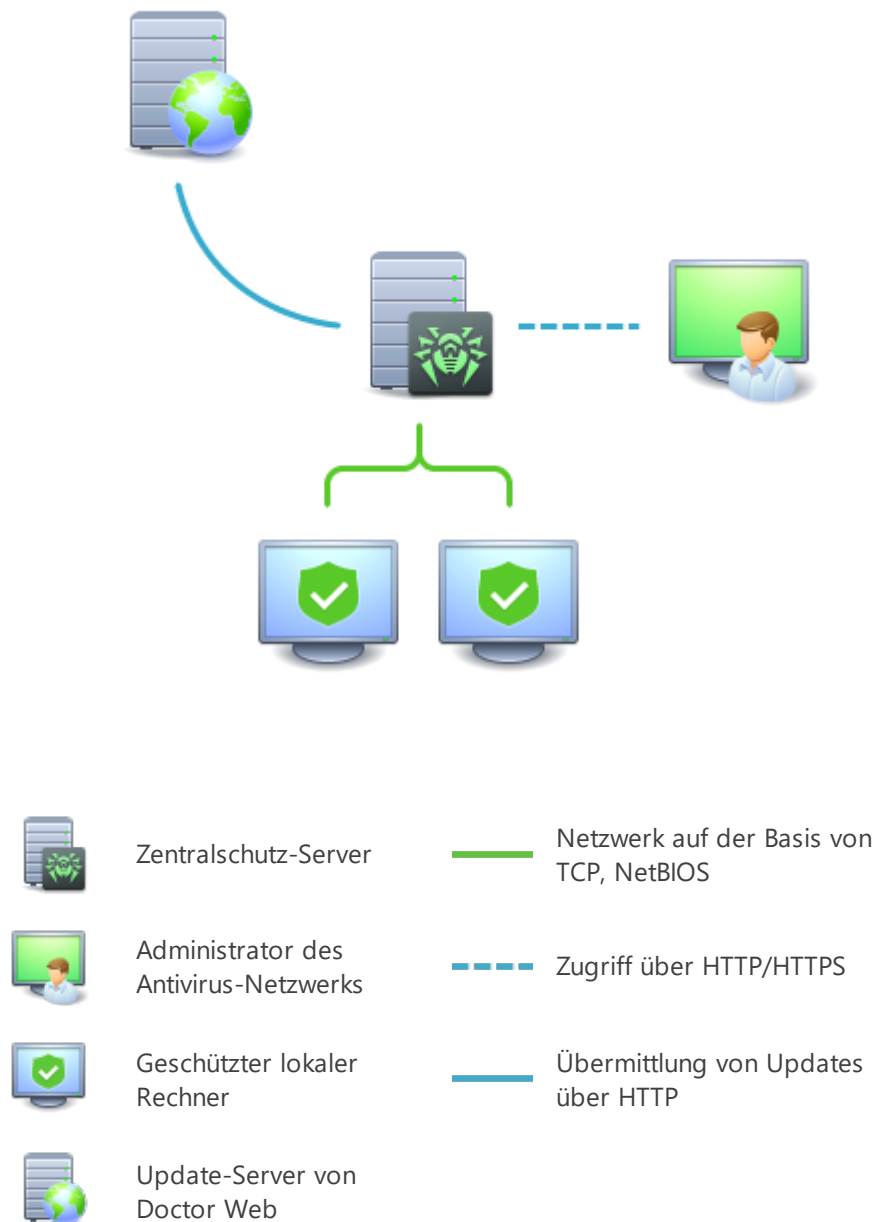 Zentralschutz-Server
Netzwerk auf der Basis von
TCP, NetBIOS
Administrator des
Antivirus-Netzwerks
Zugriff über HTTP/HTTPS
Geschützter lokaler
Rechner
Übermittlung von Updates
über HTTP
Update-Server von
Doctor Web